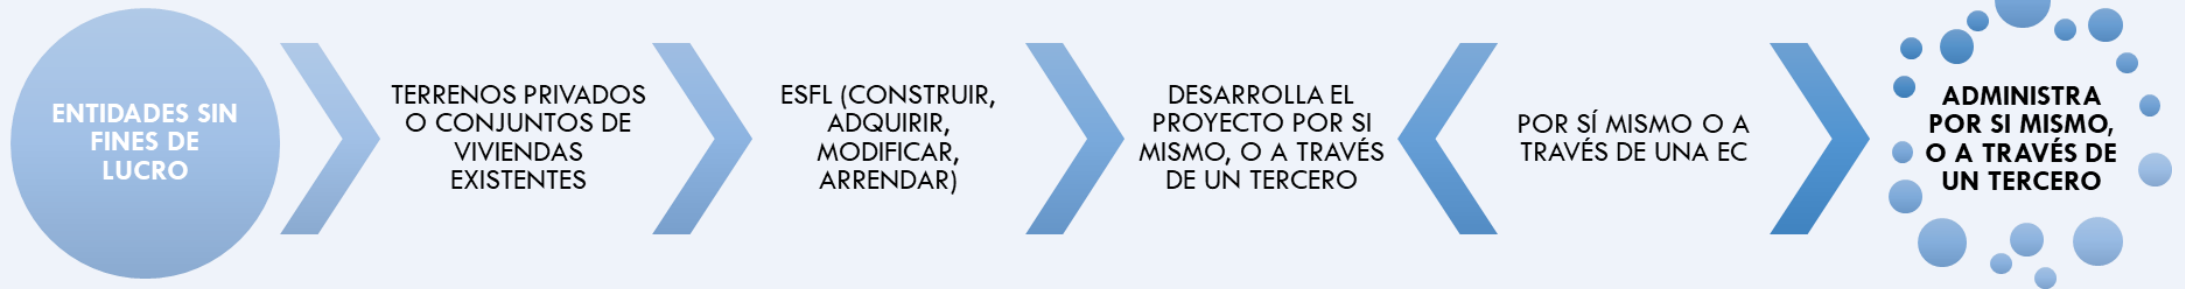 ENTIDADES SIN
FINES DE
LUCRO
TERRENOS PRIVADOS
O CONJUNTOS DE
VIVIENDAS
EXISTENTES
ESFL (CONSTRUIR,
ADQUIRIR,
MODIFICAR,
ARRENDAR)
DESARROLLA EL
PROYECTO POR SI
MISMO, O A TRAVÉS
DE UN TERCERO
POR SÍ MISMO O A
TRAVÉS DE UNA EC
ADMINISTRA
POR SI MISMO,
O A TRAVÉS DE
UN TERCERO